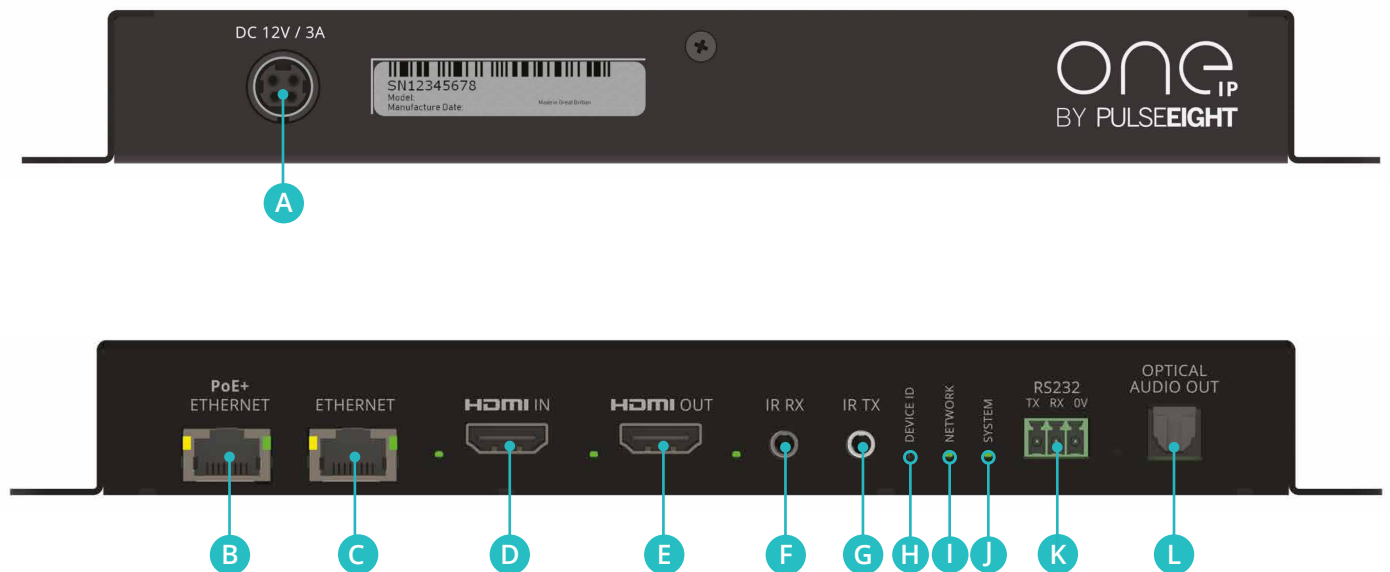 DC 12V / 3A
SN12345678
Model:
Manufacture Date:
Made in Great Britian
one IP
BY PULSEEIGHT
A
PoE+
ETHERNET
ETHERNET
HDMI IN
HDMI OUT
IR RX
IR TX
DEVICE ID
NETWORK
SYSTEM
RS232
TX RX 0V
OPTICAL
AUDIO OUT
B
C
D
E
F
G
H
I
J
K
L